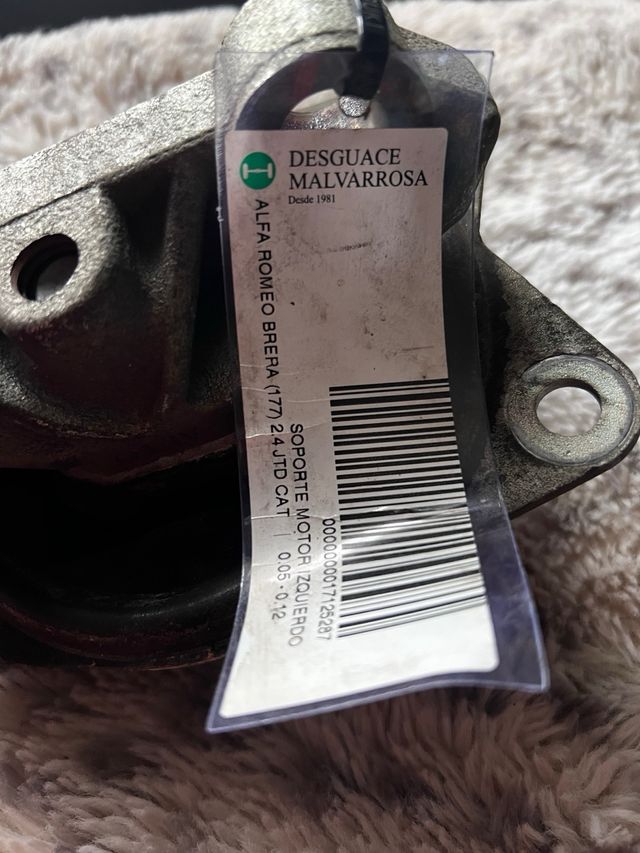 DESGUACE
MALVARROSA
Desde 1981
ALFA ROMEO BRERA (177) 2.4 JTD CAT | 0.05 - 0.12
SOPORTE MOTOR IZQUIERDO